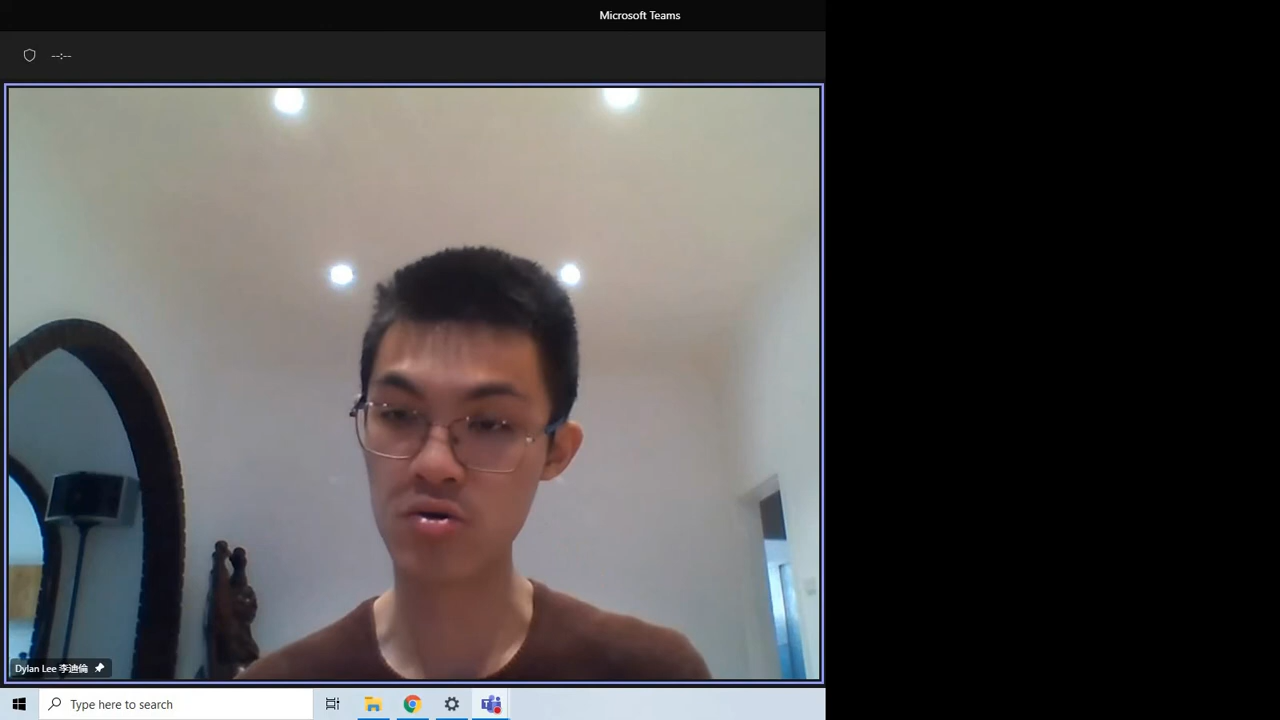 Microsoft Teams
--:--
Dylan Lee 李迪倫
Type here to search